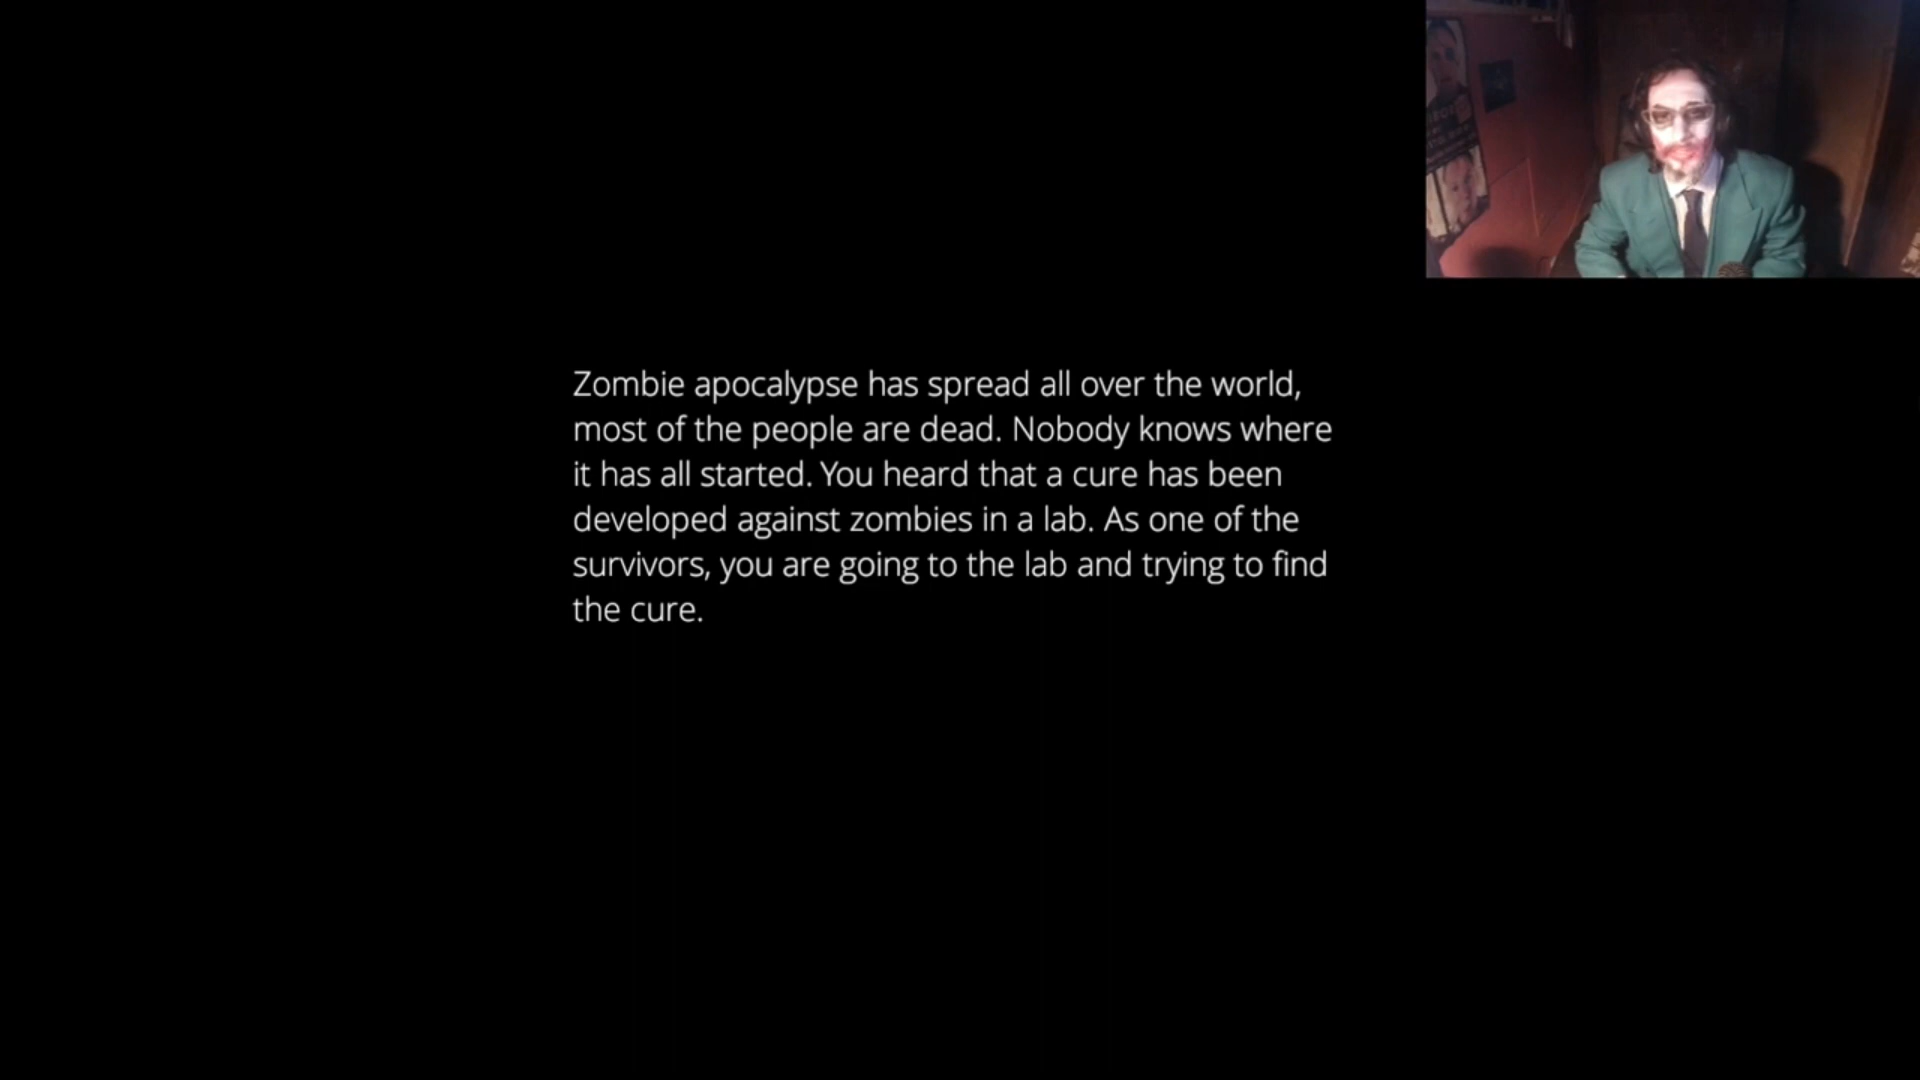 Zombie apocalypse has spread all over the world,
most of the people are dead. Nobody knows where
it has all started. You heard that a cure has been
developed against zombies in a lab. As one of the
survivors, you are going to the lab and trying to find
the cure.